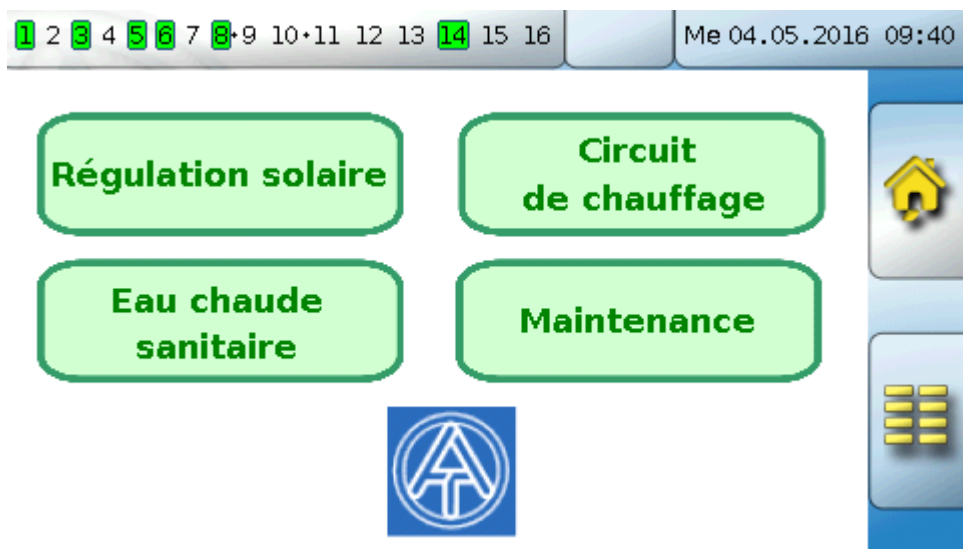 1 2 3 4 5 6 7 8·9 10·11 12 13 14 15 16
Me 04.05.2016 09:40
Régulation solaire
Circuit
de chauffage
Eau chaude
sanitaire
Maintenance
TA